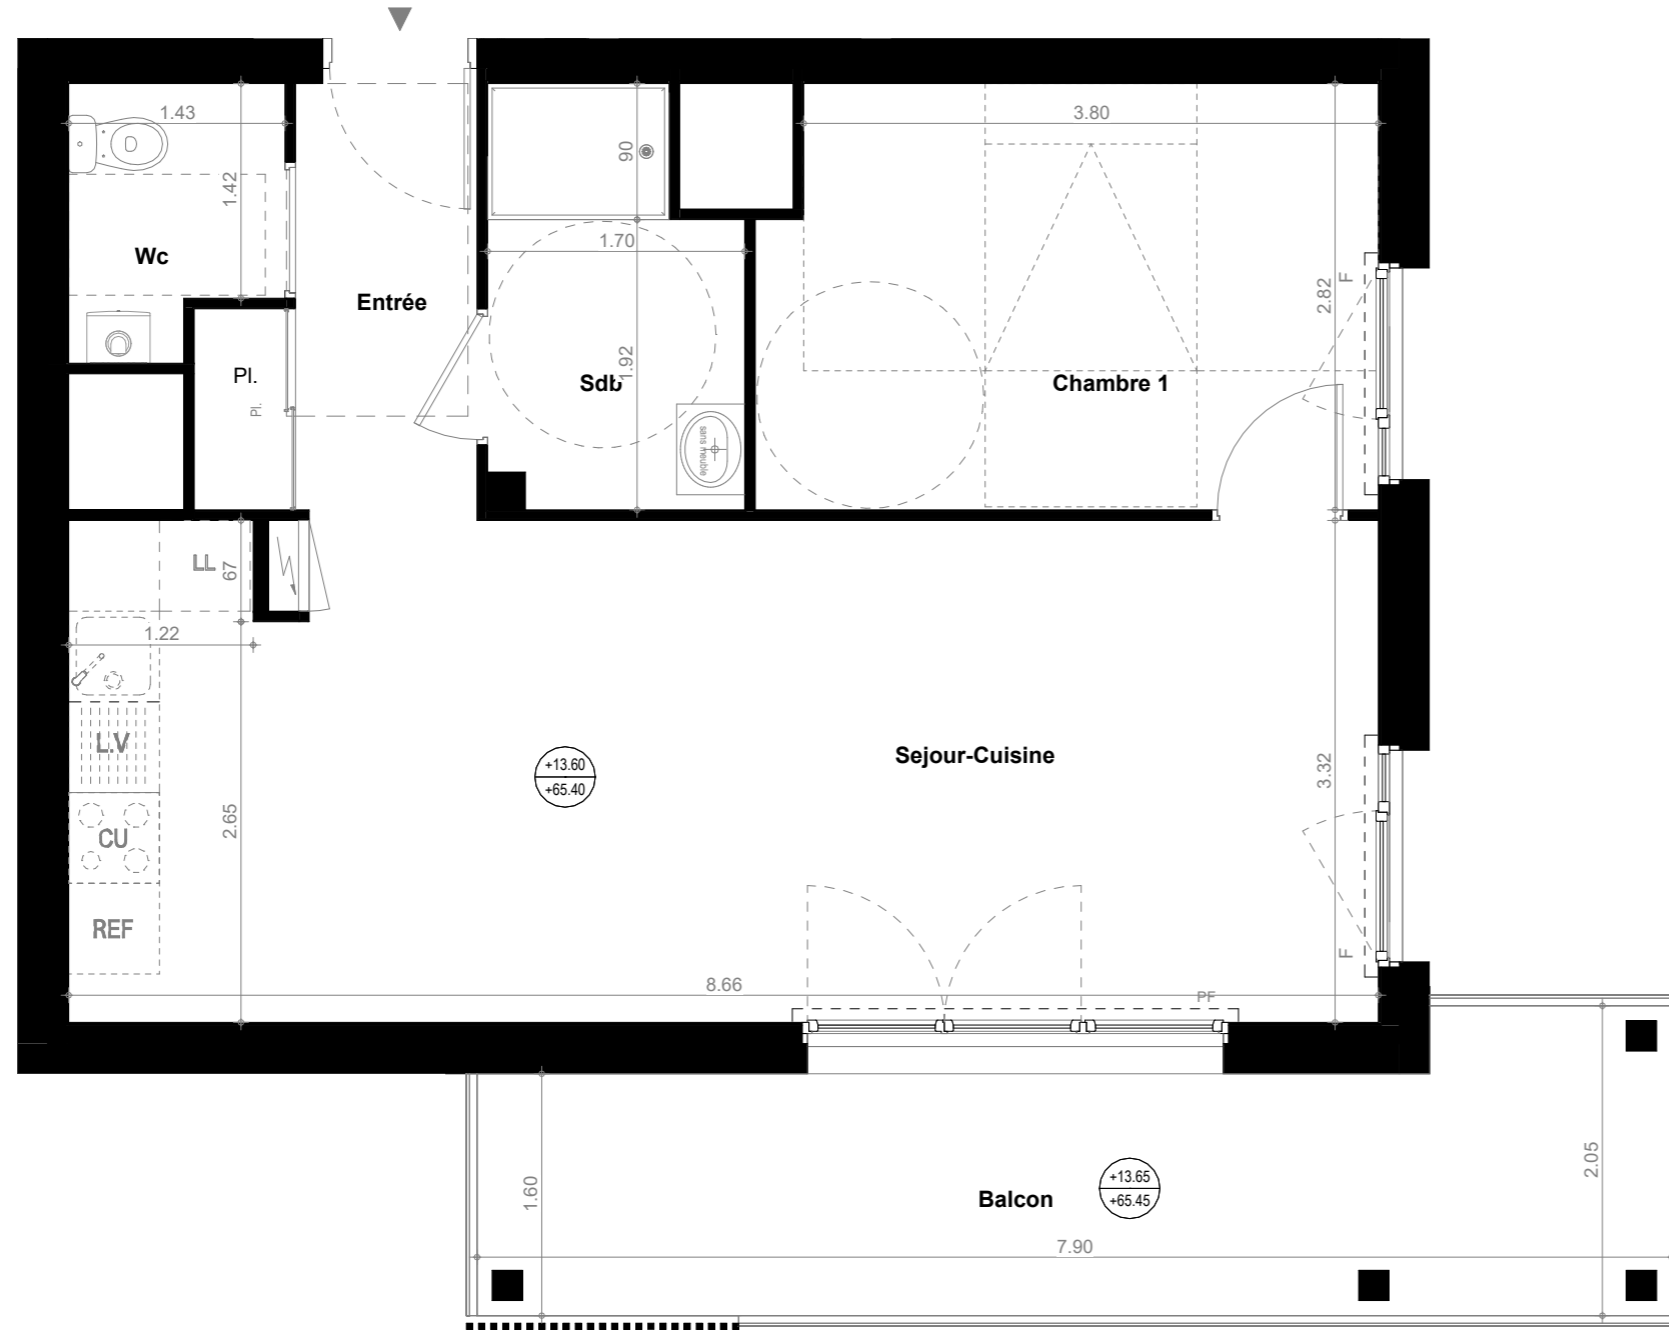 1.43
3.80
90
1.42
1.70
Wc
2.82
F
Entrée
1.92
Sdb
Chambre 1
Pl.
Pl.
sans meuble
LL
67
1.22
L.V
Sejour-Cuisine
+13.60
+65.40
3.32
2.65
CU
REF
F
8.66
PF
2.05
+13.65
+65.45
1.60
Balcon
7.90